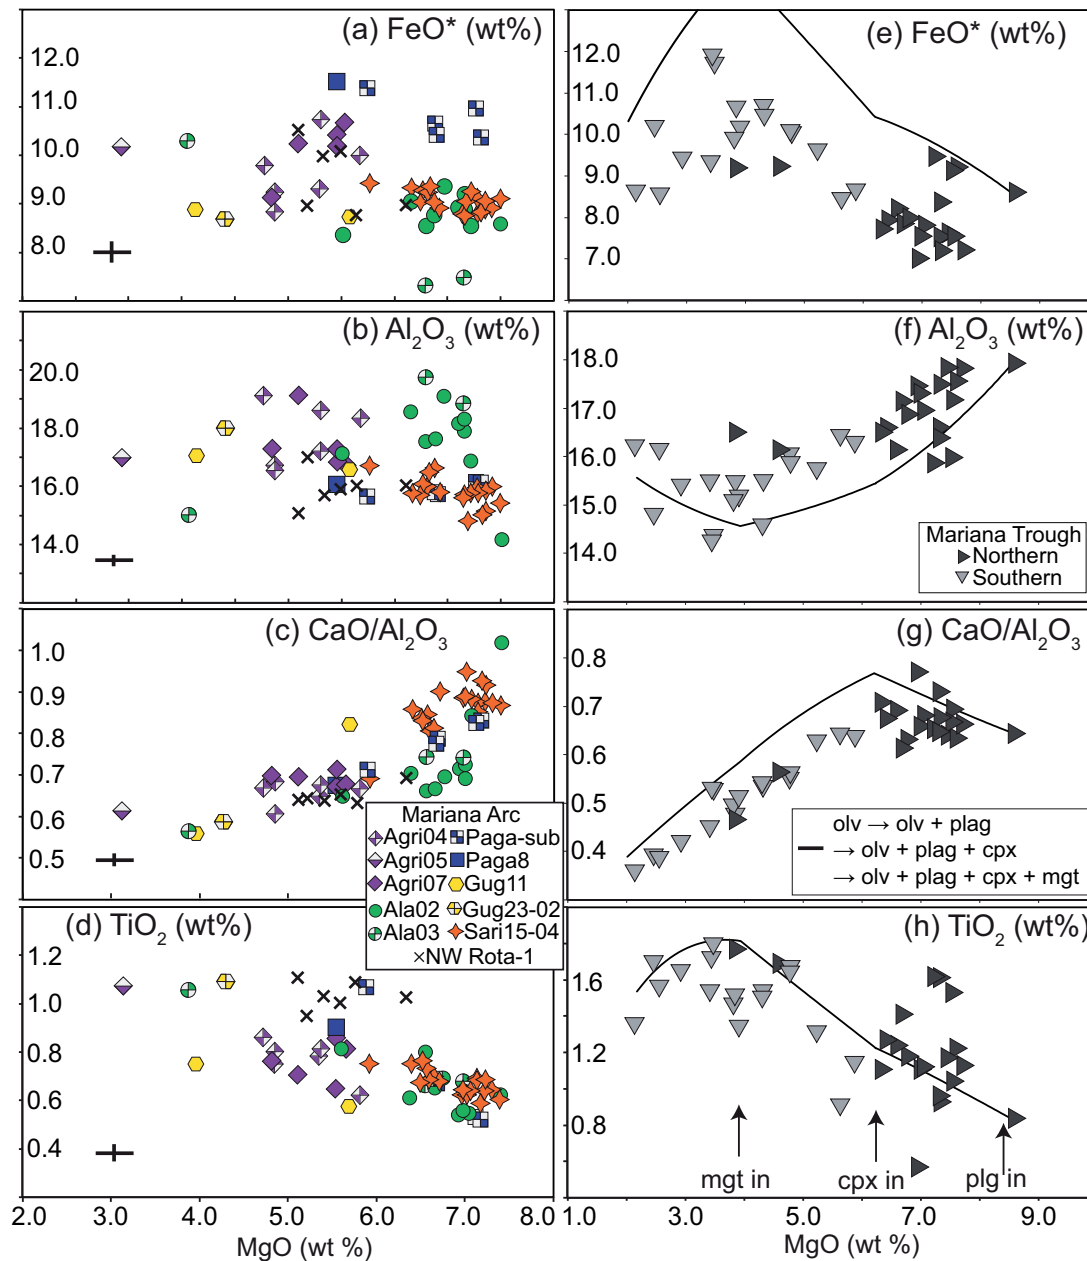 (a) FeO* (wt%)
12.0
11.0
10.0
9.0
8.0
(e) FeO* (wt%)
12.0
11.0
10.0
9.0
8.0
7.0
(b) Al₂O₃ (wt%)
20.0
18.0
16.0
14.0
(f) Al₂O₃ (wt%)
18.0
17.0
16.0
15.0
14.0
Mariana Trough
Northern
Southern
(c) CaO/Al₂O₃
1.0
0.9
0.8
0.7
0.6
0.5
Mariana Arc
Agri04 Paga-sub
Agri05 Paga8
Agri07 Gug11
Ala02 Gug23-02
Ala03 Sari15-04
×NW Rota-1
(g) CaO/Al₂O₃
0.8
0.7
0.6
0.5
0.4
olv → olv + plag
→ olv + plag + cpx
→ olv + plag + cpx + mgt
(d) TiO₂ (wt%)
1.2
1.0
0.8
0.6
0.4
2.0 3.0 4.0 5.0 6.0 7.0 8.0
MgO (wt %)
(h) TiO₂ (wt%)
1.6
1.2
0.8
mgt in cpx in plg in
1.0 3.0 5.0 7.0 9.0
MgO (wt %)